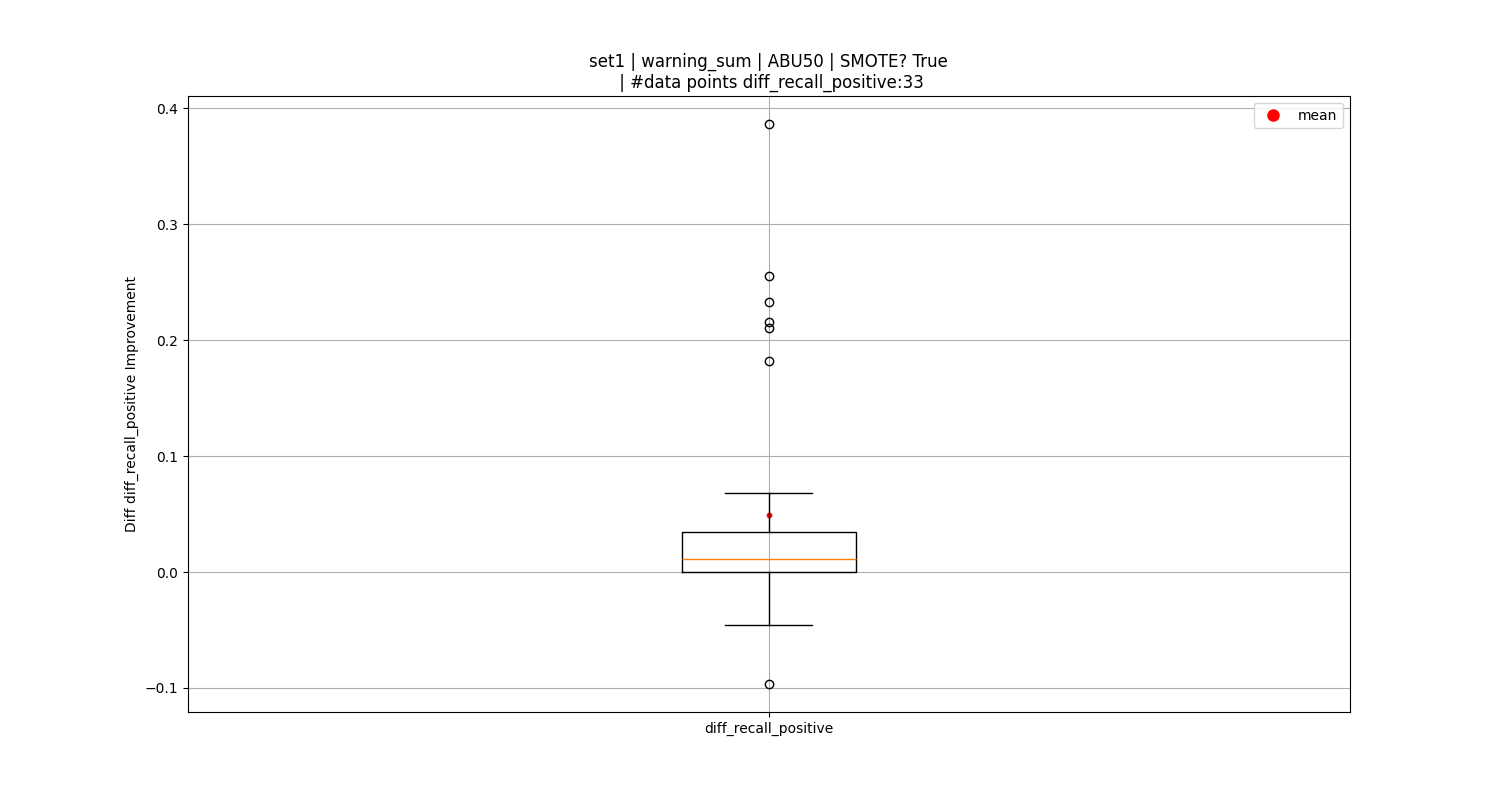 set1 | warning_sum | ABU50 | SMOTE? True
| #data points diff_recall_positive:33
mean
0.4
0.3
0.2
0.1
0.0
−0.1
Diff diff_recall_positive Improvement
diff_recall_positive